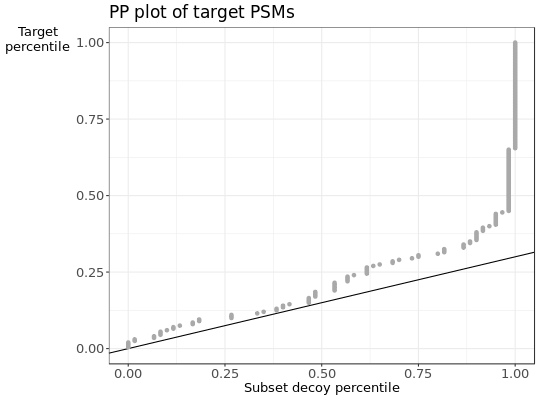 PP plot of target PSMs
Target
percentile
1.00
0.75
0.50
0.25
0.00
0.00 0.25 0.50 0.75 1.00
Subset decoy percentile